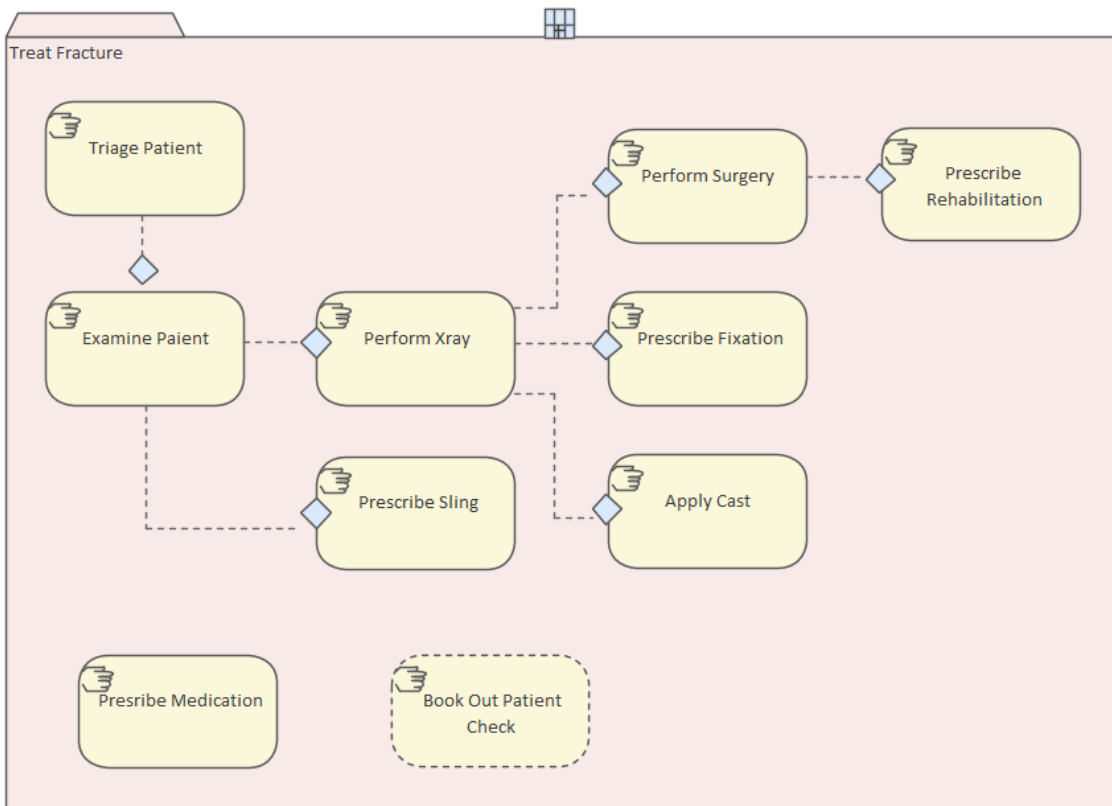 Treat Fracture
Triage Patient
Perform Surgery
Prescribe
Rehabilitation
Examine Paient
Perform Xray
Prescribe Fixation
Prescribe Sling
Apply Cast
Presribe Medication
Book Out Patient
Check